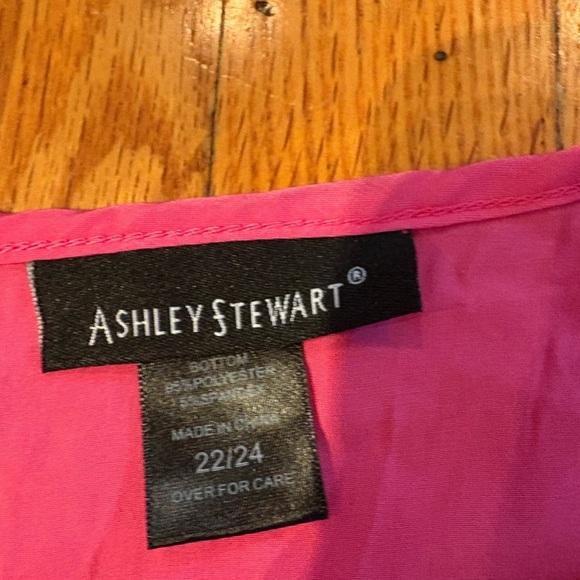 ASHLEY STEWART®
BOTTOM
95%POLYESTER
5%SPANDEX
MADE IN CHINA
22/24
OVER FOR CARE